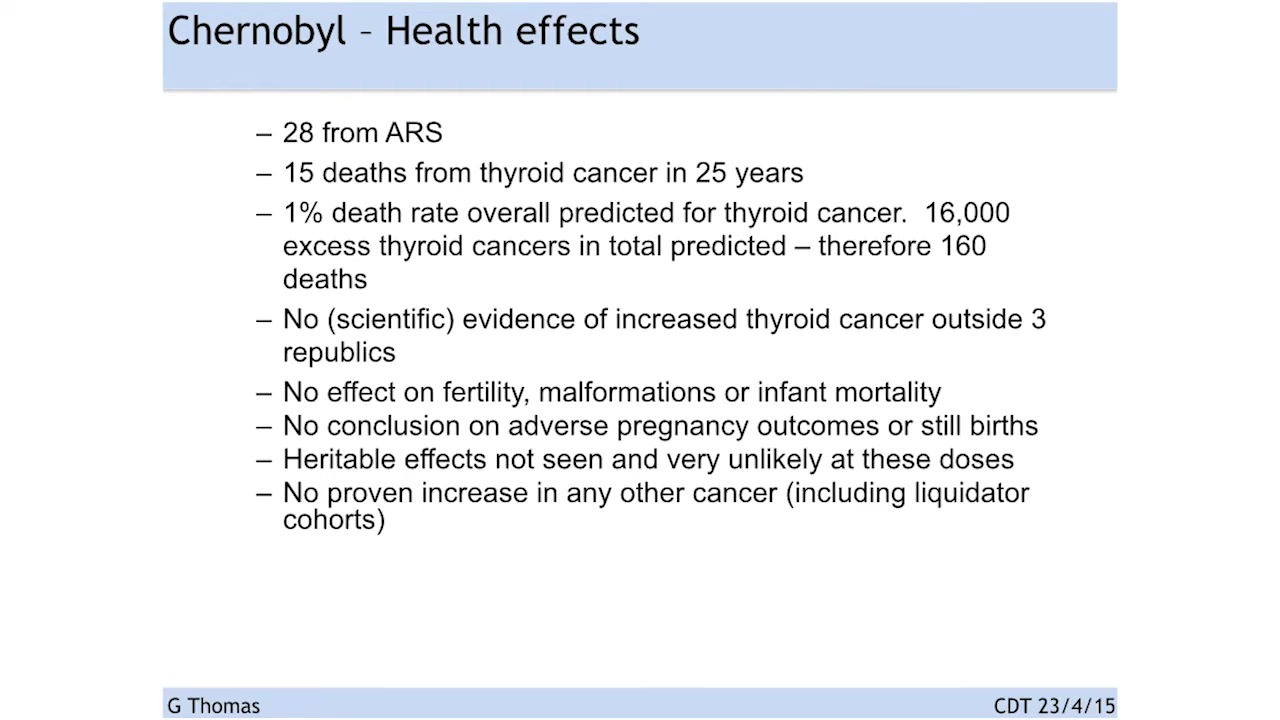 Chernobyl – Health effects
– 28 from ARS
– 15 deaths from thyroid cancer in 25 years
– 1% death rate overall predicted for thyroid cancer.  16,000
excess thyroid cancers in total predicted – therefore 160
deaths
– No (scientific) evidence of increased thyroid cancer outside 3
republics
– No effect on fertility, malformations or infant mortality
– No conclusion on adverse pregnancy outcomes or still births
– Heritable effects not seen and very unlikely at these doses
– No proven increase in any other cancer (including liquidator
cohorts)
G Thomas
CDT 23/4/15